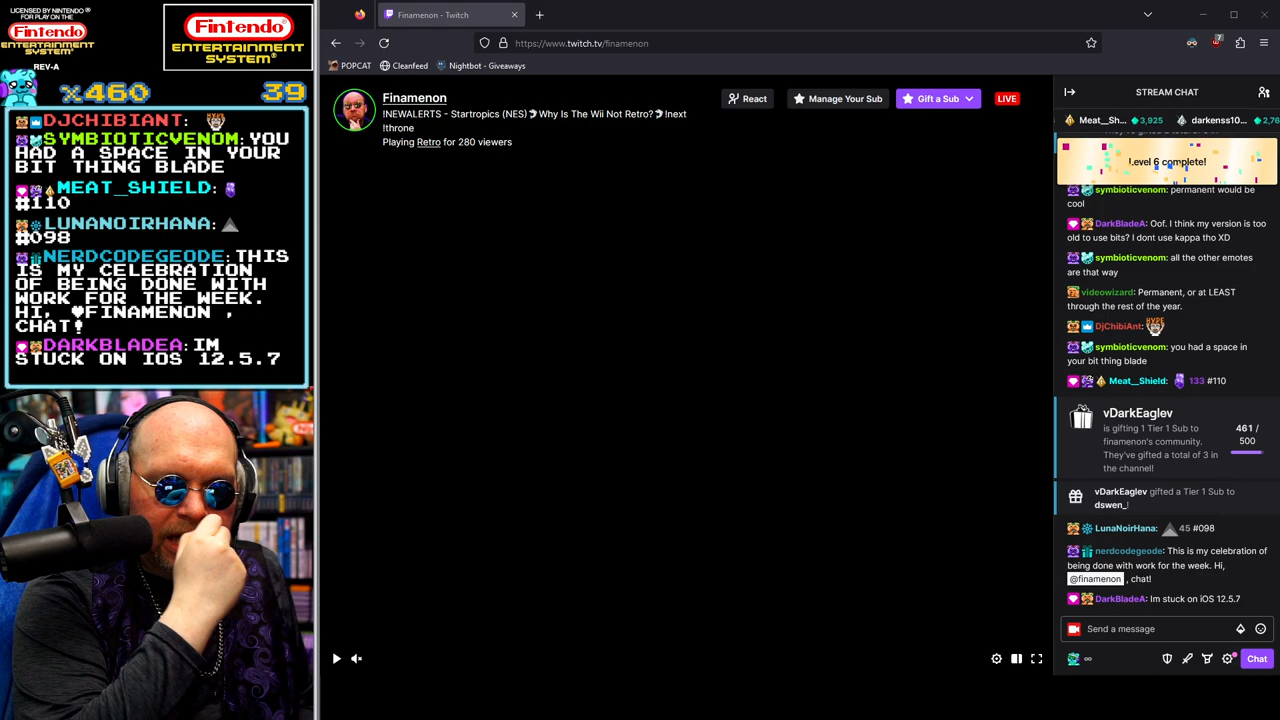 LICENSED BY NINTENDO®
FOR PLAY ON THE
Fintendo®
ENTERTAINMENT
SYSTEM®
REV-A
Fintendo®
ENTERTAINMENT
SYSTEM®
x460
39
DJCHIBIANT:
SYMBIOTICVENOM: YOU
HAD A SPACE IN YOUR
BIT THING BLADE
MEAT__SHIELD:
#110
LUNANOIRHANA:
#098
NERDCODEGEODE: THIS
IS MY CELEBRATION
OF BEING DONE WITH
WORK FOR THE WEEK.
HI, ♥FINAMENON ,
CHAT!
DARKBLADEA: IM
STUCK ON IOS 12.5.7
Finamenon - Twitch
https://www.twitch.tv/finamenon
7
POPCAT
Cleanfeed
Nightbot - Giveaways
Finamenon
!NEWALERTS - Startropics (NES) Why Is The Wii Not Retro? !next
!throne
Playing Retro for 280 viewers
React
Manage Your Sub
Gift a Sub
LIVE
STREAM CHAT
Meat__Sh... 3,925
darkenss10... 2,76
Level 6 complete!
symbioticvenom: permanent would be
cool
DarkBladeA: Oof. I think my version is too
old to use bits? I dont use kappa tho XD
symbioticvenom: all the other emotes
are that way
videowizard: Permanent, or at LEAST
through the rest of the year.
DjChibiAnt: HYPE
symbioticvenom: you had a space in
your bit thing blade
Meat__Shield: 133 #110
vDarkEaglev
is gifting 1 Tier 1 Sub to
finamenon's community.
They've gifted a total of 3 in
the channel!
461 /
500
vDarkEaglev gifted a Tier 1 Sub to
dswen_!
LunaNoirHana: 45 #098
nerdcodegeode: This is my celebration of
being done with work for the week. Hi,
@finamenon , chat!
DarkBladeA: Im stuck on iOS 12.5.7
Send a message
∞
Chat